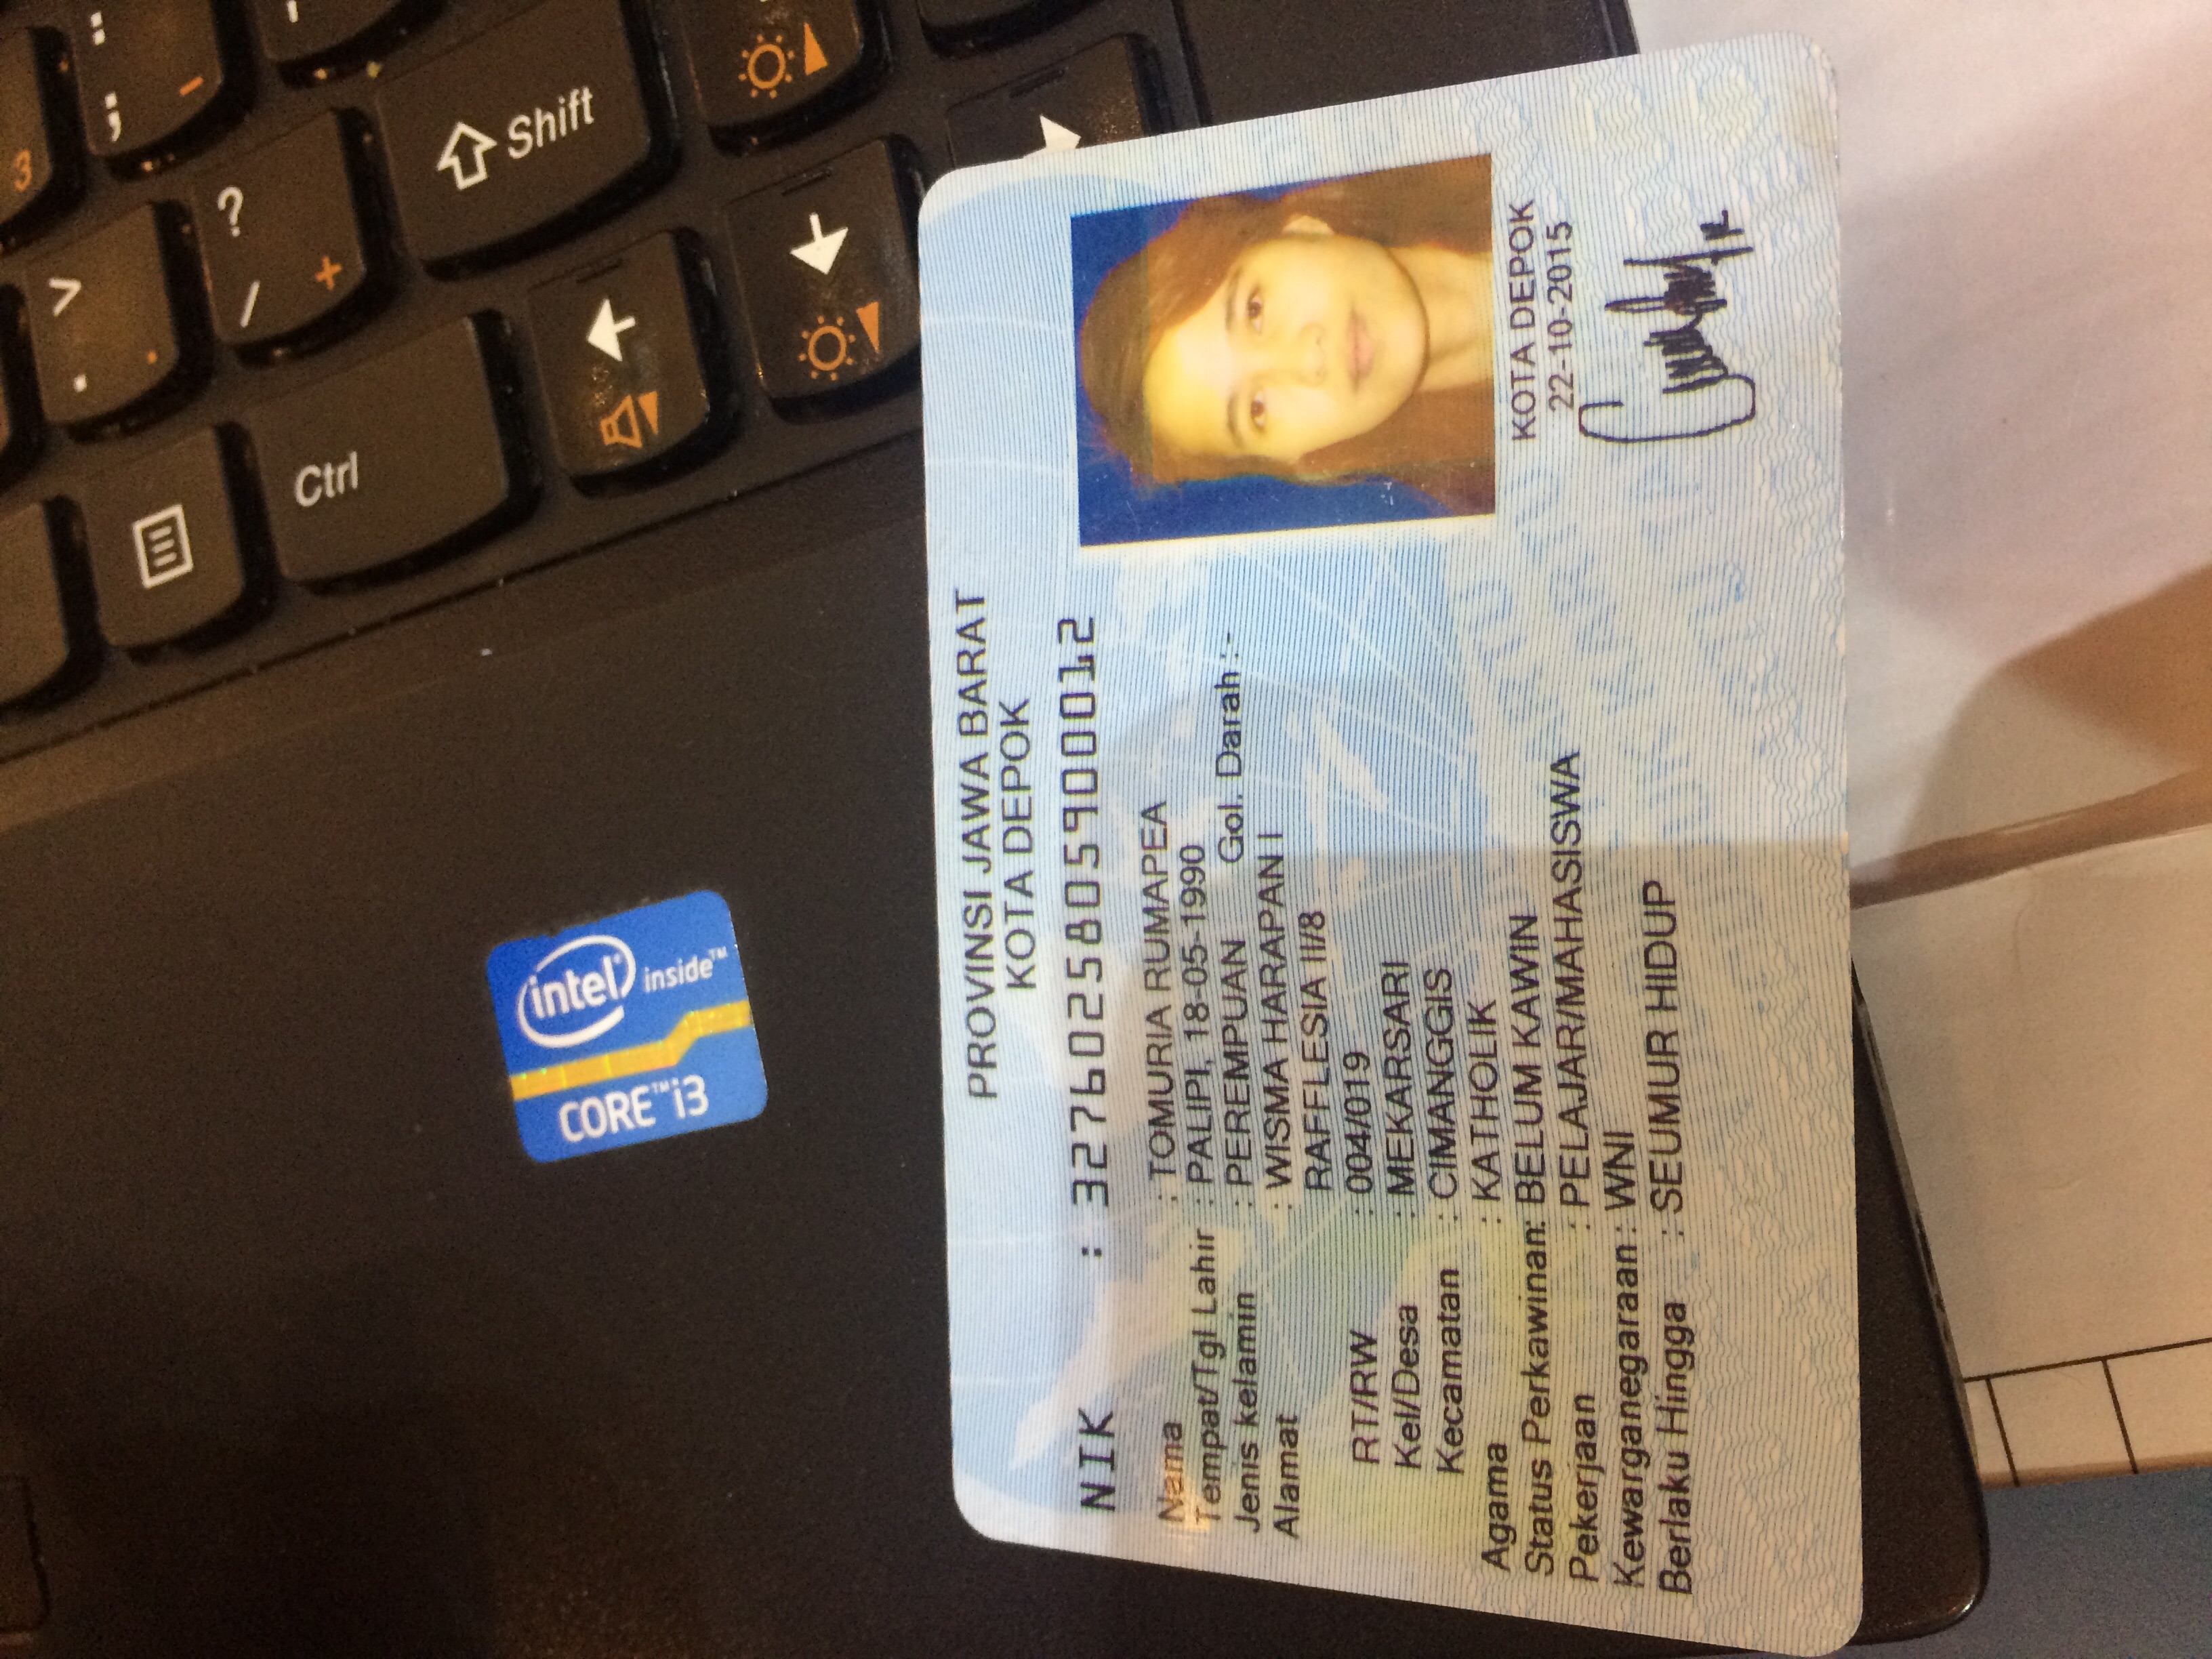 3
. >
; :
/ ?
+
Ctrl
Shift
intel inside™
CORE™ i3
PROVINSI JAWA BARAT
KOTA DEPOK
NIK : 3276025805900012
Nama : TOMURIA RUMAPEA
Tempat/Tgl Lahir : PALIPI, 18-05-1990
Jenis kelamin : PEREMPUAN Gol. Darah : -
Alamat : WISMA HARAPAN I
RAFFLESIA II/8
RT/RW : 004/019
Kel/Desa : MEKARSARI
Kecamatan : CIMANGGIS
Agama : KATHOLIK
Status Perkawinan: BELUM KAWIN
Pekerjaan : PELAJAR/MAHASISWA
Kewarganegaraan : WNI
Berlaku Hingga : SEUMUR HIDUP
KOTA DEPOK
22-10-2015